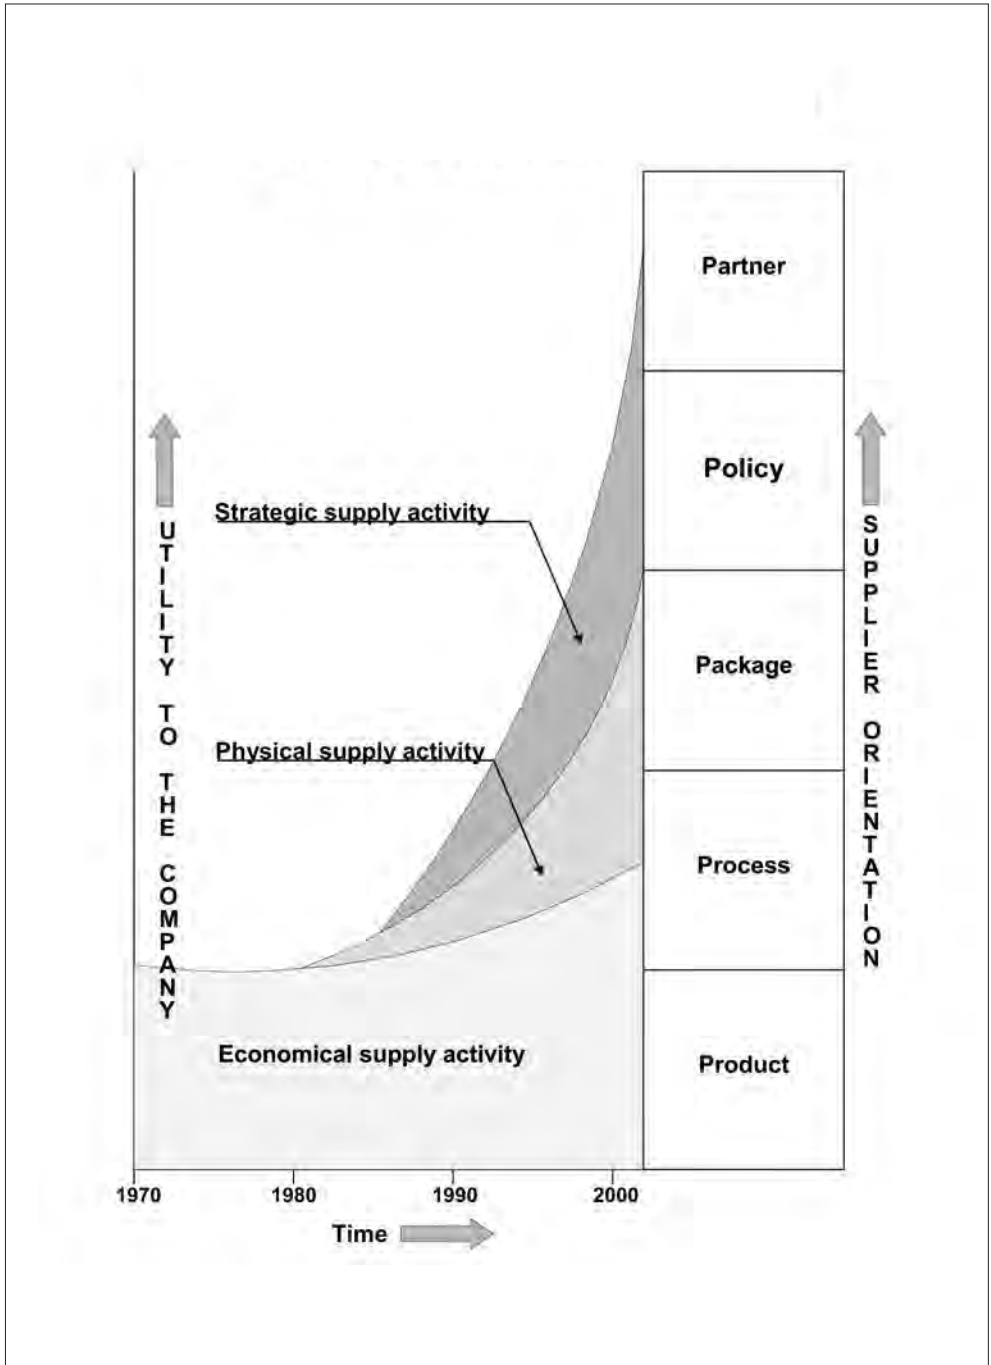 Partner
Policy
Strategic supply activity
Package
Physical supply activity
Process
Economical supply activity
Product
UTILITY TO THE COMPANY
SUPPLIER ORIENTATION
1970 1980 1990 2000
Time